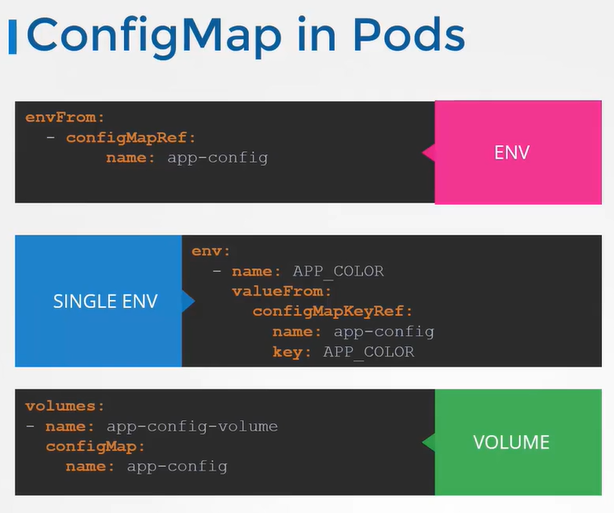 ConfigMap in Pods
envFrom:
  - configMapRef:
        name: app-config
ENV
SINGLE ENV
env:
  - name: APP_COLOR
    valueFrom:
      configMapKeyRef:
        name: app-config
        key: APP_COLOR
volumes:
- name: app-config-volume
  configMap:
    name: app-config
VOLUME